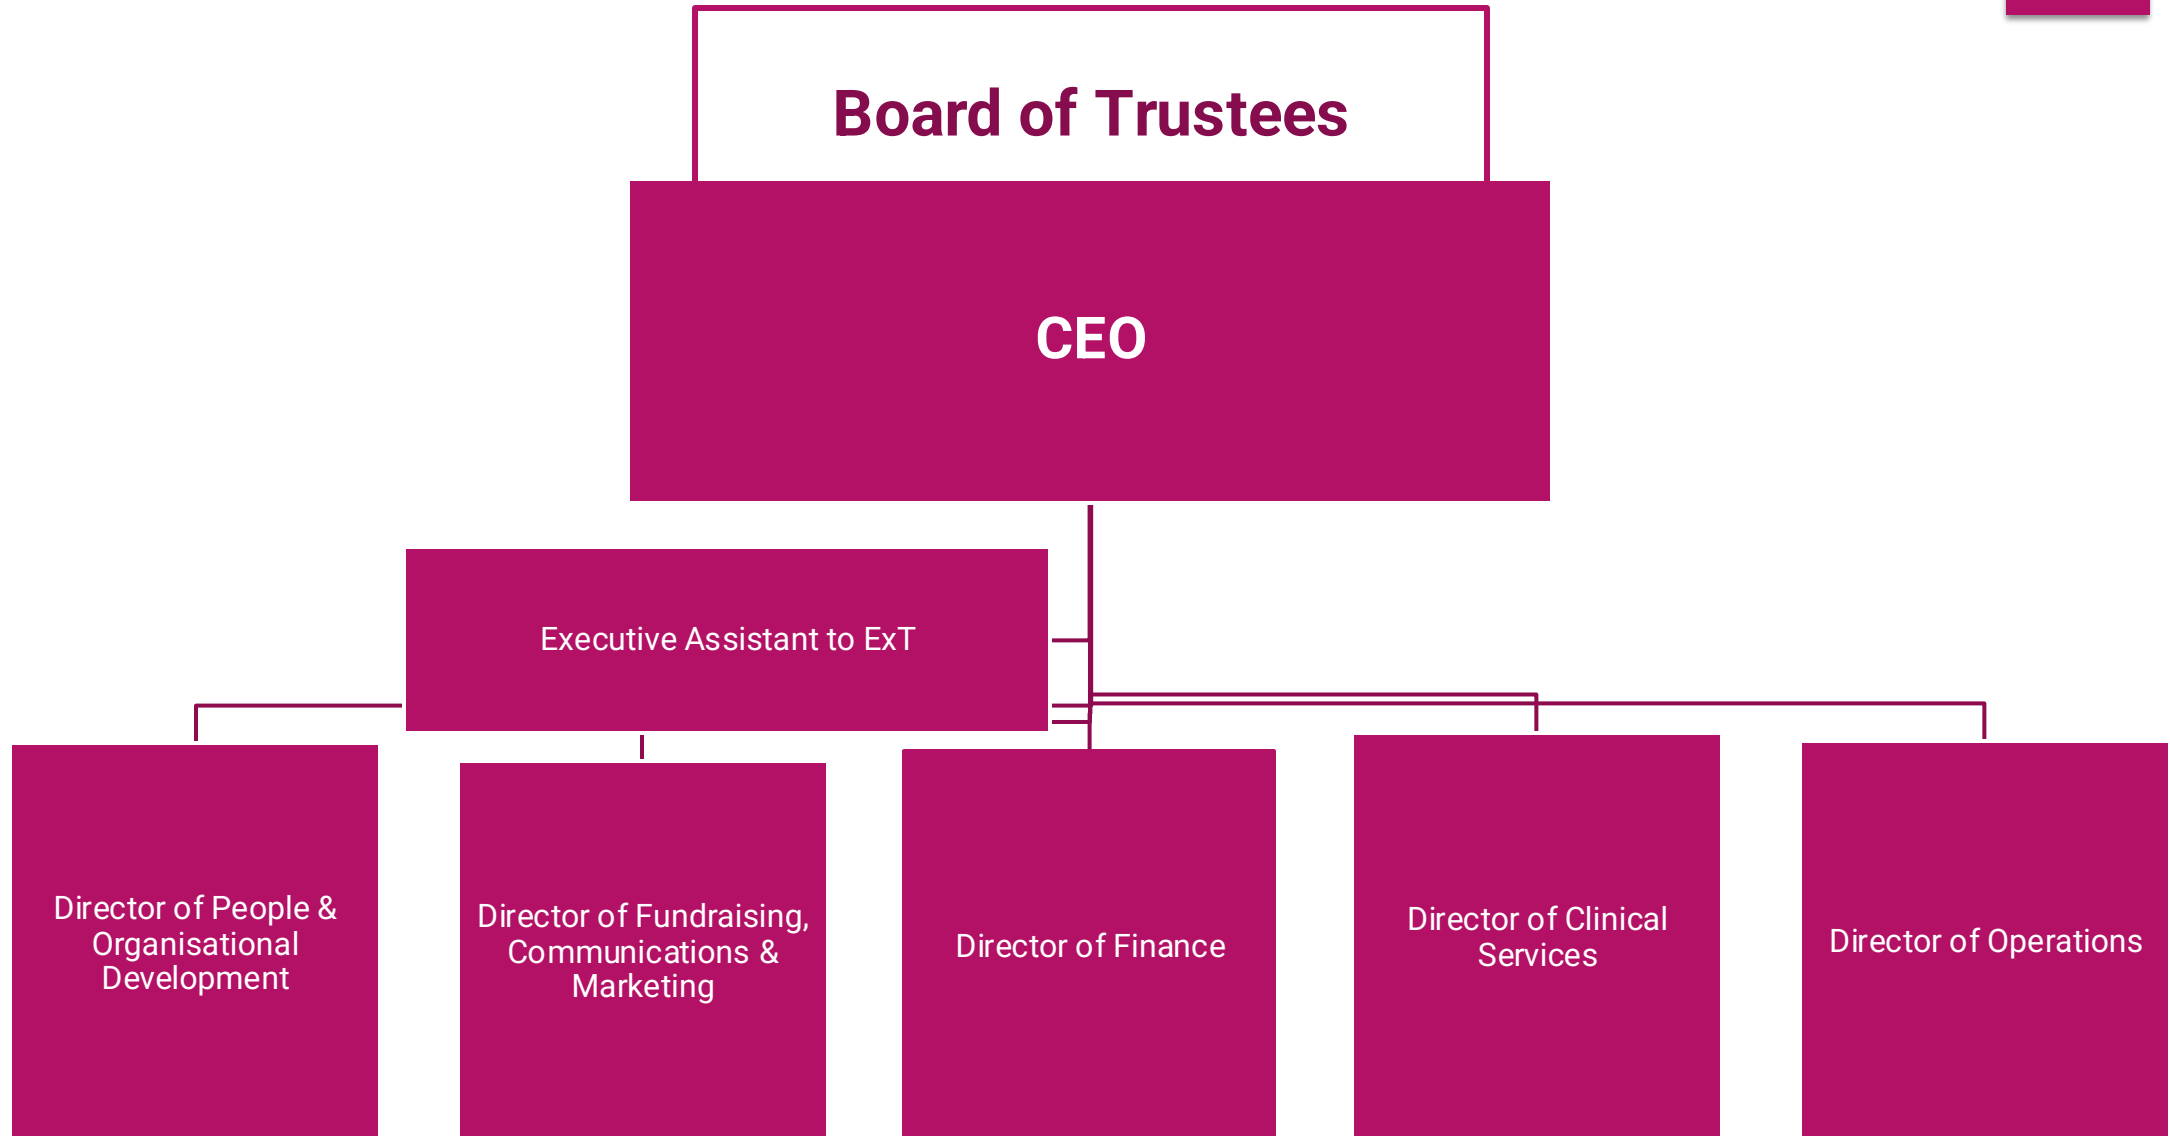 Board of Trustees
CEO
Executive Assistant to ExT
Director of People &
Organisational
Development
Director of Fundraising,
Communications &
Marketing
Director of Finance
Director of Clinical
Services
Director of Operations